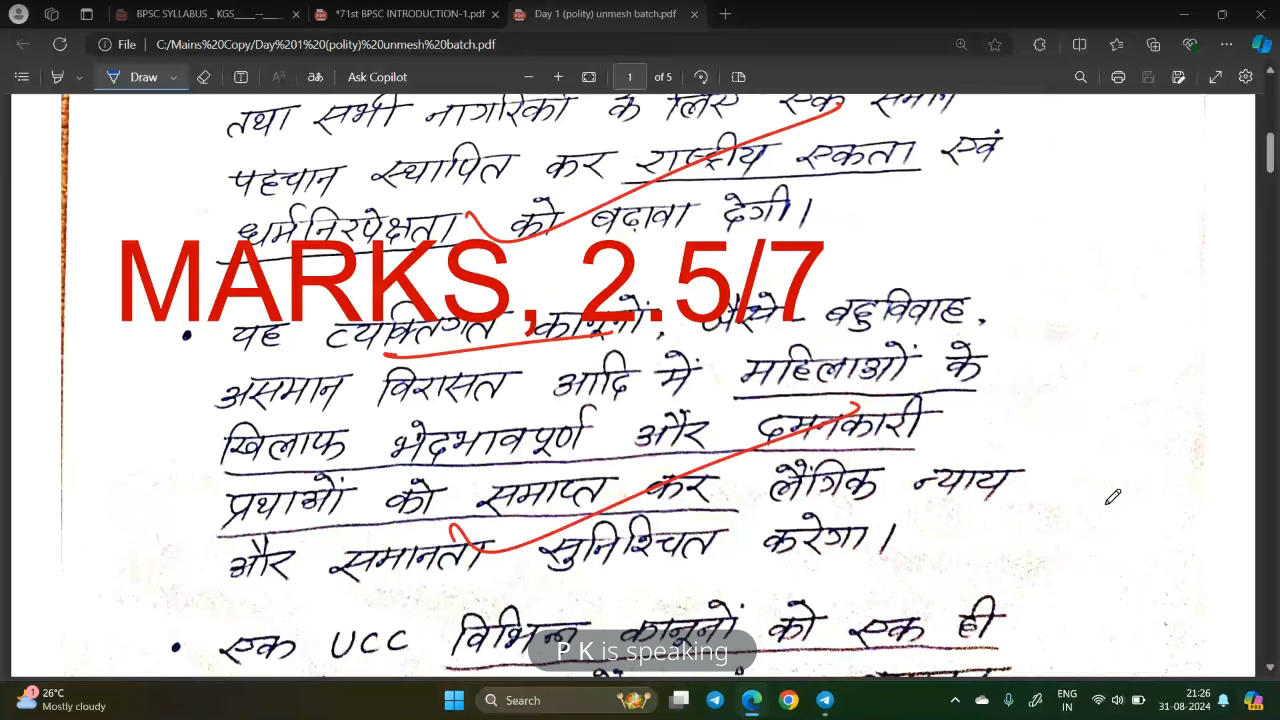 BPSC SYLLABUS _ KGS____--____
*71st BPSC INTRODUCTION-1.pdf
Day 1 (polity) unmesh batch.pdf
File
C:/Mains%20Copy/Day%201%20(polity)%20unmesh%20batch.pdf
Draw
Ask Copilot
1
of 5
तथा सभी नागरिकों के लिए एक समान
पहचान स्थापित कर राष्ट्रीय एकता एवं
धर्मनिरपेक्षता को बढ़ावा देगी।
MARKS, 2.5/7
• यह व्यक्तिगत कानूनों, जैसे- बहुविवाह,
असमान विरासत आदि में महिलाओं के
खिलाफ भेदभावपूर्ण और दमनकारी
प्रथाओं को समाप्त कर लैंगिक न्याय
और समानता सुनिश्चित करेगा।
• एक UCC विभिन्न कानूनों को एक ही
P K is speaking
1
26°C
Mostly cloudy
Search
ENG
IN
21:26
31-08-2024